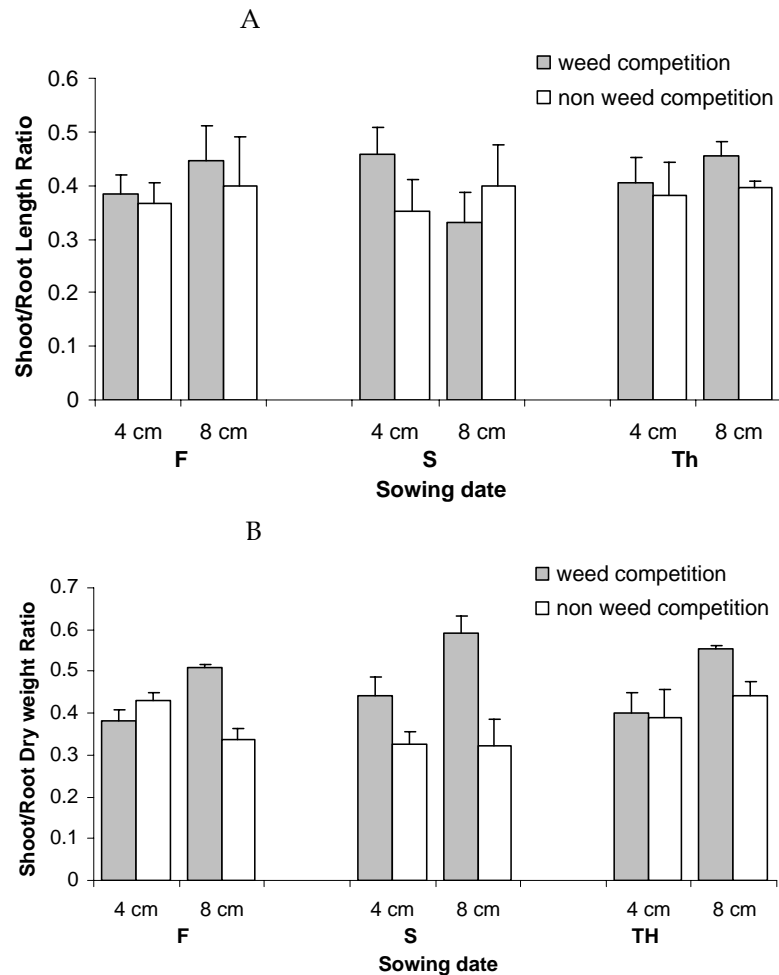 A
weed competition
non weed competition
Shoot/Root Length Ratio
0.6
0.5
0.4
0.3
0.2
0.1
0
4 cm 8 cm 4 cm 8 cm 4 cm 8 cm
F S Th
Sowing date
B
weed competition
non weed competition
Shoot/Root Dry weight Ratio
0.7
0.6
0.5
0.4
0.3
0.2
0.1
0
4 cm 8 cm 4 cm 8 cm 4 cm 8 cm
F S TH
Sowing date